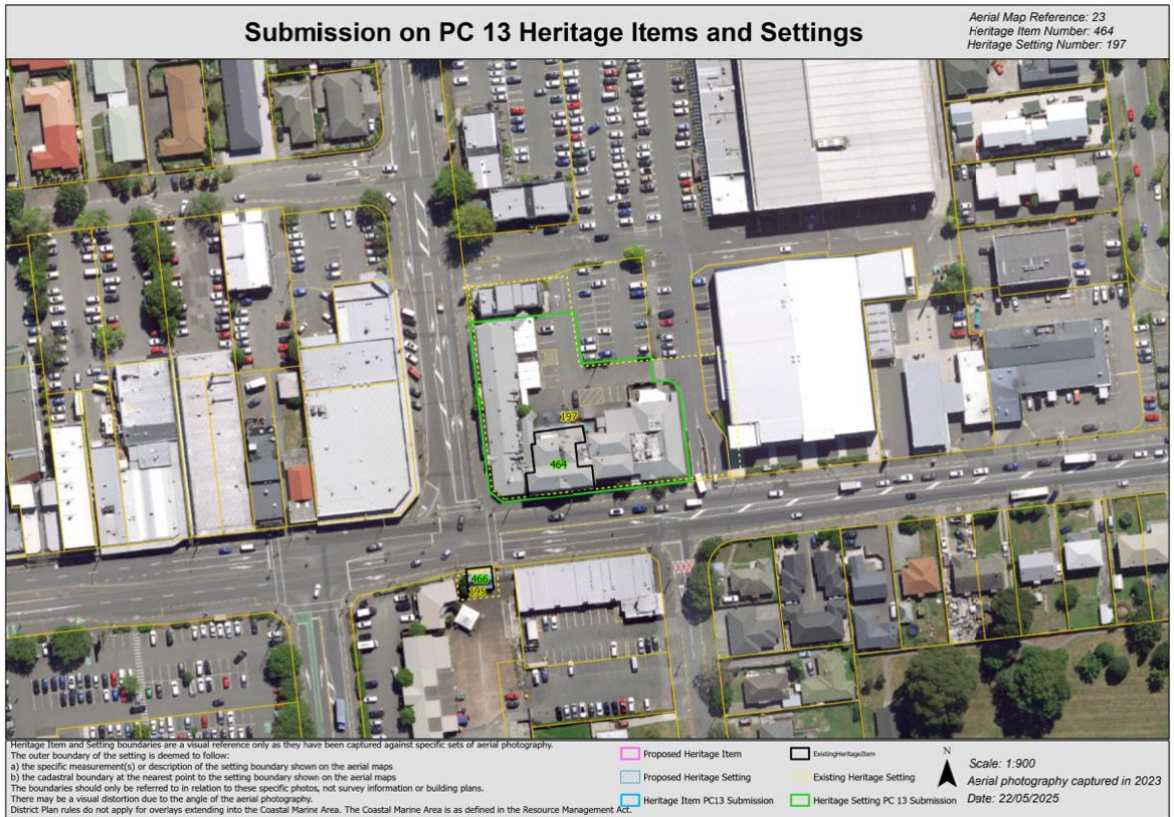 Submission on PC 13 Heritage Items and Settings
Aerial Map Reference: 23
Heritage Item Number: 464
Heritage Setting Number: 197
197
464
466
195
Heritage Item and Setting boundaries are a visual reference only as they have been captured against specific sets of aerial photography.
The outer boundary of the setting is deemed to follow:
a) the specific measurement(s) or description of the setting boundary shown on the aerial maps
b) the cadastral boundary at the nearest point to the setting boundary shown on the aerial maps
The boundaries should only be referred to in relation to these specific photos, not survey information or building plans.
There may be a visual distortion due to the angle of the aerial photography.
District Plan rules do not apply for overlays extending into the Coastal Marine Area. The Coastal Marine Area is as defined in the Resource Management Act.
Proposed Heritage Item
ExistingHeritageItem
Proposed Heritage Setting
Existing Heritage Setting
Heritage Item PC13 Submission
Heritage Setting PC 13 Submission
N
Scale: 1:900
Aerial photography captured in 2023
Date: 22/05/2025